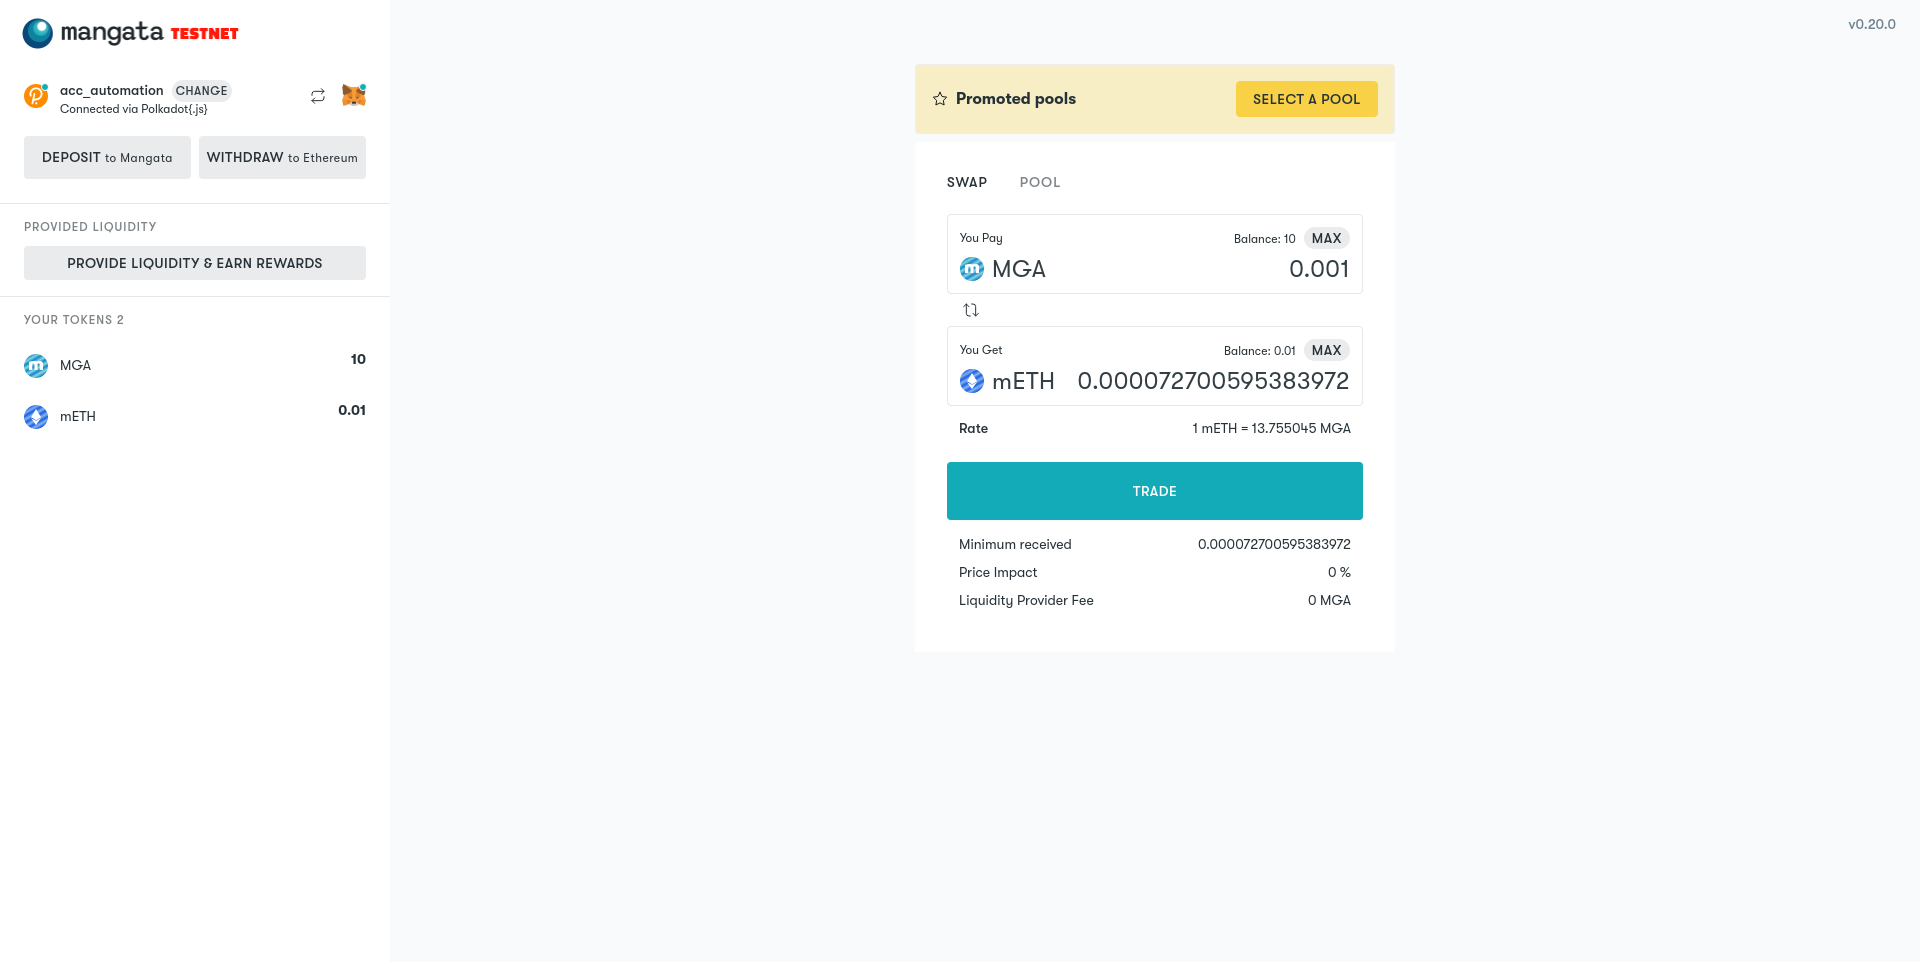 mangata TESTNET
v0.20.0
acc_automation CHANGE
Connected via Polkadot{.js}
DEPOSIT to Mangata
WITHDRAW to Ethereum
PROVIDED LIQUIDITY
PROVIDE LIQUIDITY & EARN REWARDS
YOUR TOKENS 2
MGA 10
mETH 0.01
Promoted pools SELECT A POOL
SWAP POOL
You Pay Balance: 10 MAX
MGA 0.001
You Get Balance: 0.01 MAX
mETH 0.000072700595383972
Rate 1 mETH = 13.755045 MGA
TRADE
Minimum received 0.000072700595383972
Price Impact 0 %
Liquidity Provider Fee 0 MGA